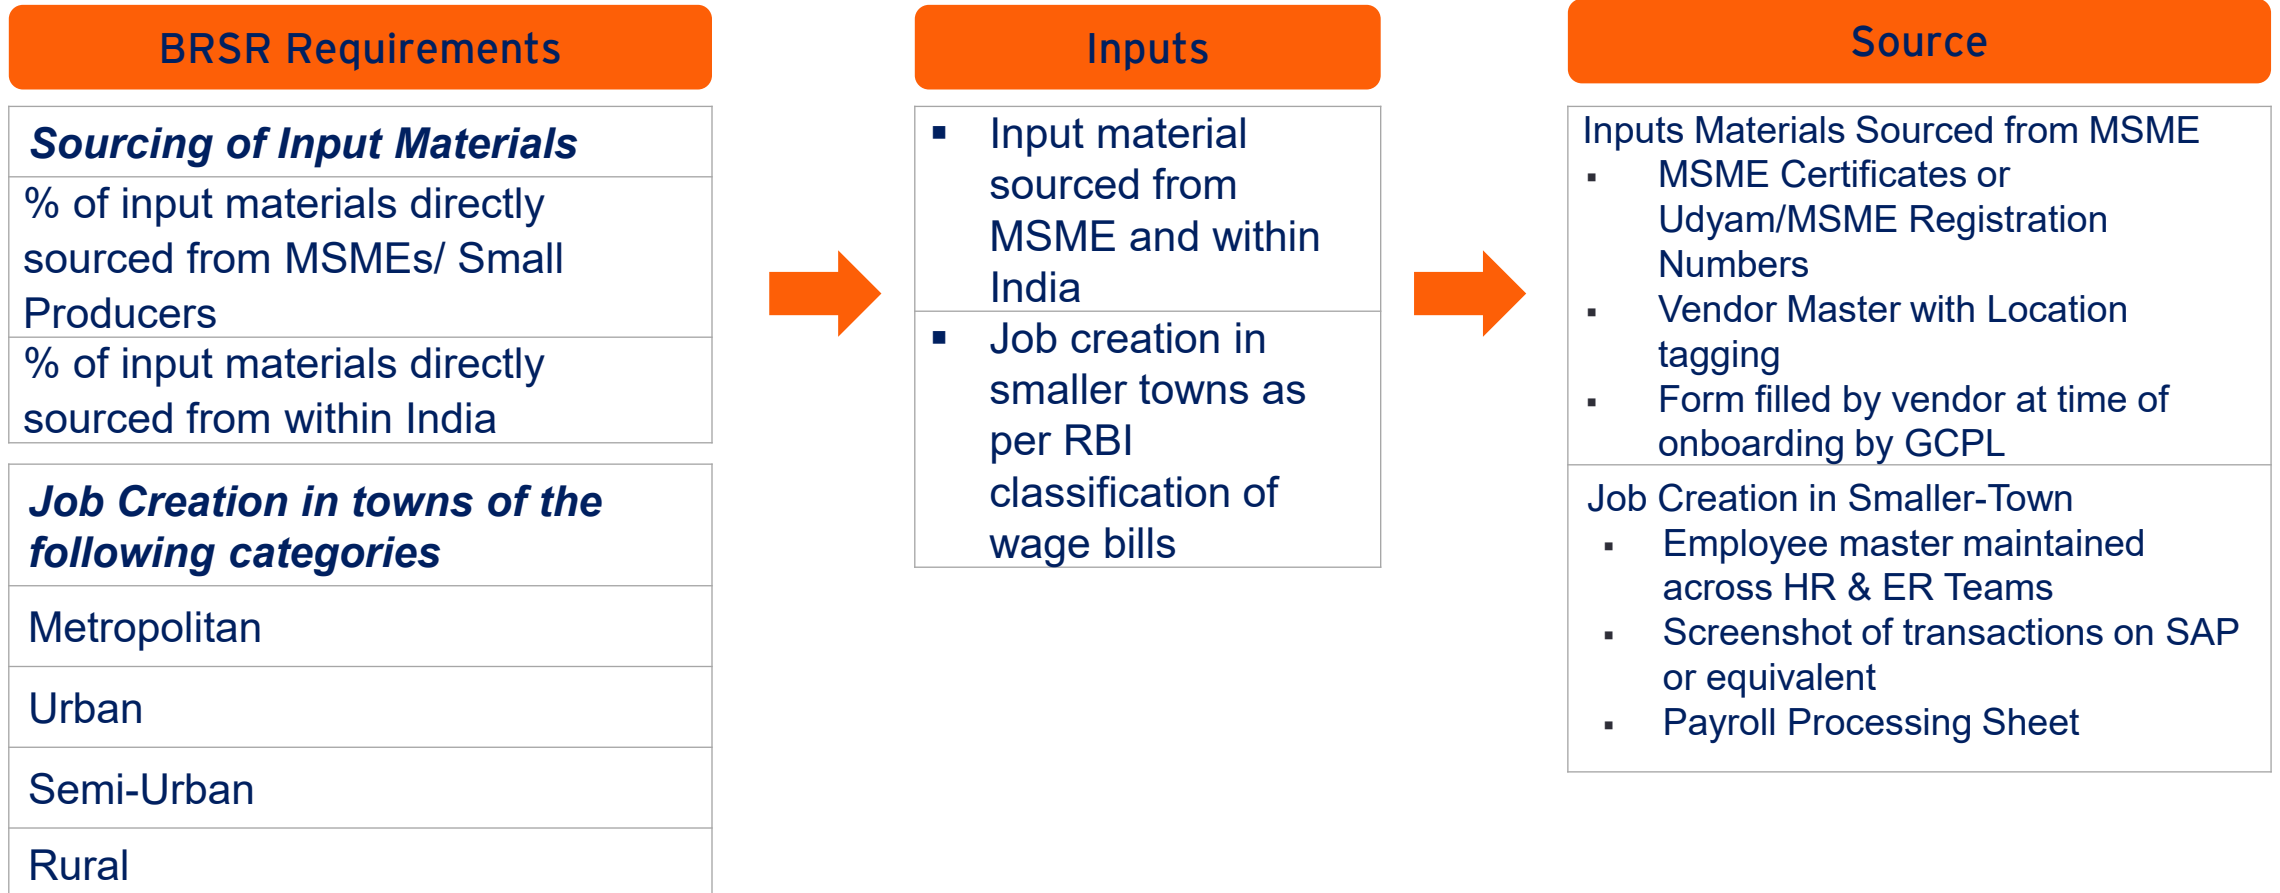 BRSR Requirements
Sourcing of Input Materials
% of input materials directly
sourced from MSMEs/ Small
Producers
% of input materials directly
sourced from within India
Job Creation in towns of the
following categories
Metropolitan
Urban
Semi-Urban
Rural
Inputs
▪ Input material
sourced from
MSME and within
India
▪ Job creation in
smaller towns as
per RBI
classification of
wage bills
Source
Inputs Materials Sourced from MSME
▪ MSME Certificates or
Udyam/MSME Registration
Numbers
▪ Vendor Master with Location
tagging
▪ Form filled by vendor at time of
onboarding by GCPL
Job Creation in Smaller-Town
▪ Employee master maintained
across HR & ER Teams
▪ Screenshot of transactions on SAP
or equivalent
▪ Payroll Processing Sheet